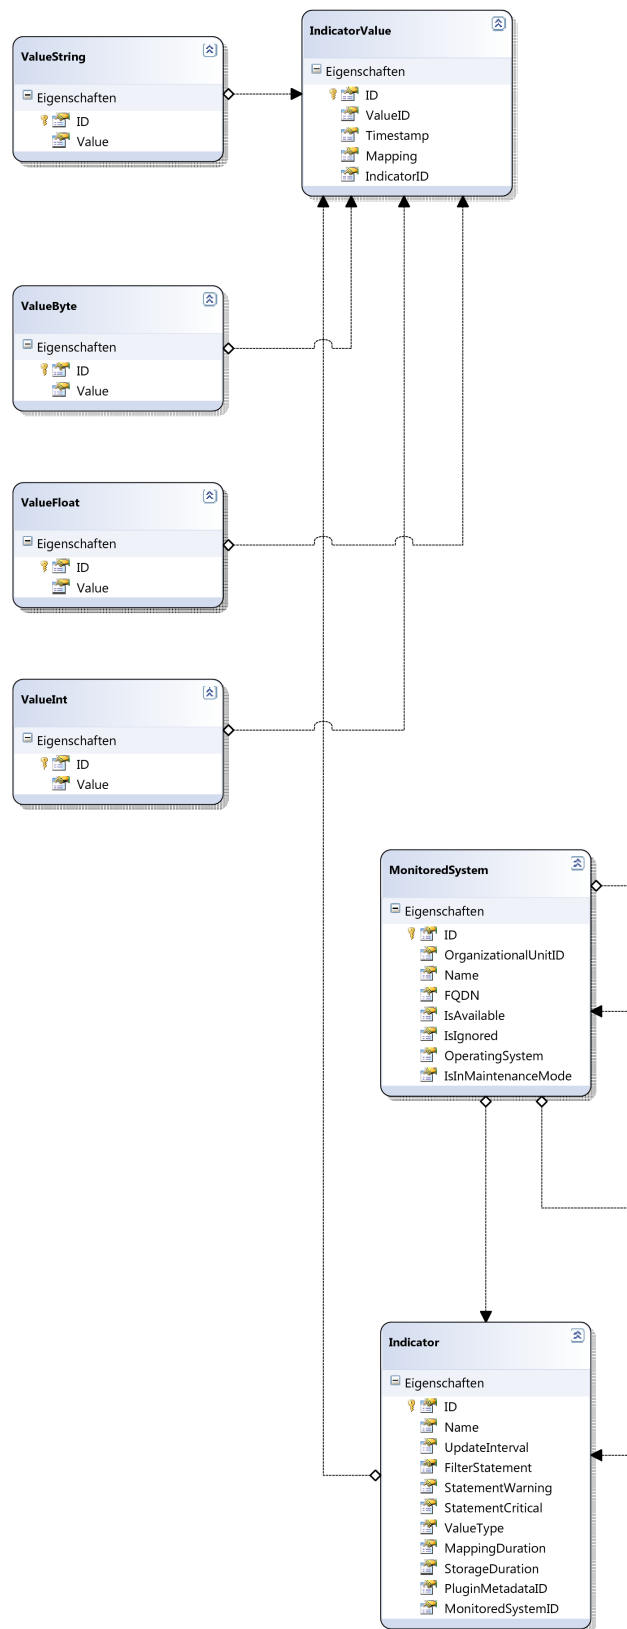 IndicatorValue
Eigenschaften
ID
ValueID
Timestamp
Mapping
IndicatorID
ValueString
Eigenschaften
ID
Value
ValueByte
Eigenschaften
ID
Value
ValueFloat
Eigenschaften
ID
Value
ValueInt
Eigenschaften
ID
Value
MonitoredSystem
Eigenschaften
ID
OrganizationalUnitID
Name
FQDN
IsAvailable
IsIgnored
OperatingSystem
IsInMaintenanceMode
Indicator
Eigenschaften
ID
Name
UpdateInterval
FilterStatement
StatementWarning
StatementCritical
ValueType
MappingDuration
StorageDuration
PluginMetadataID
MonitoredSystemID